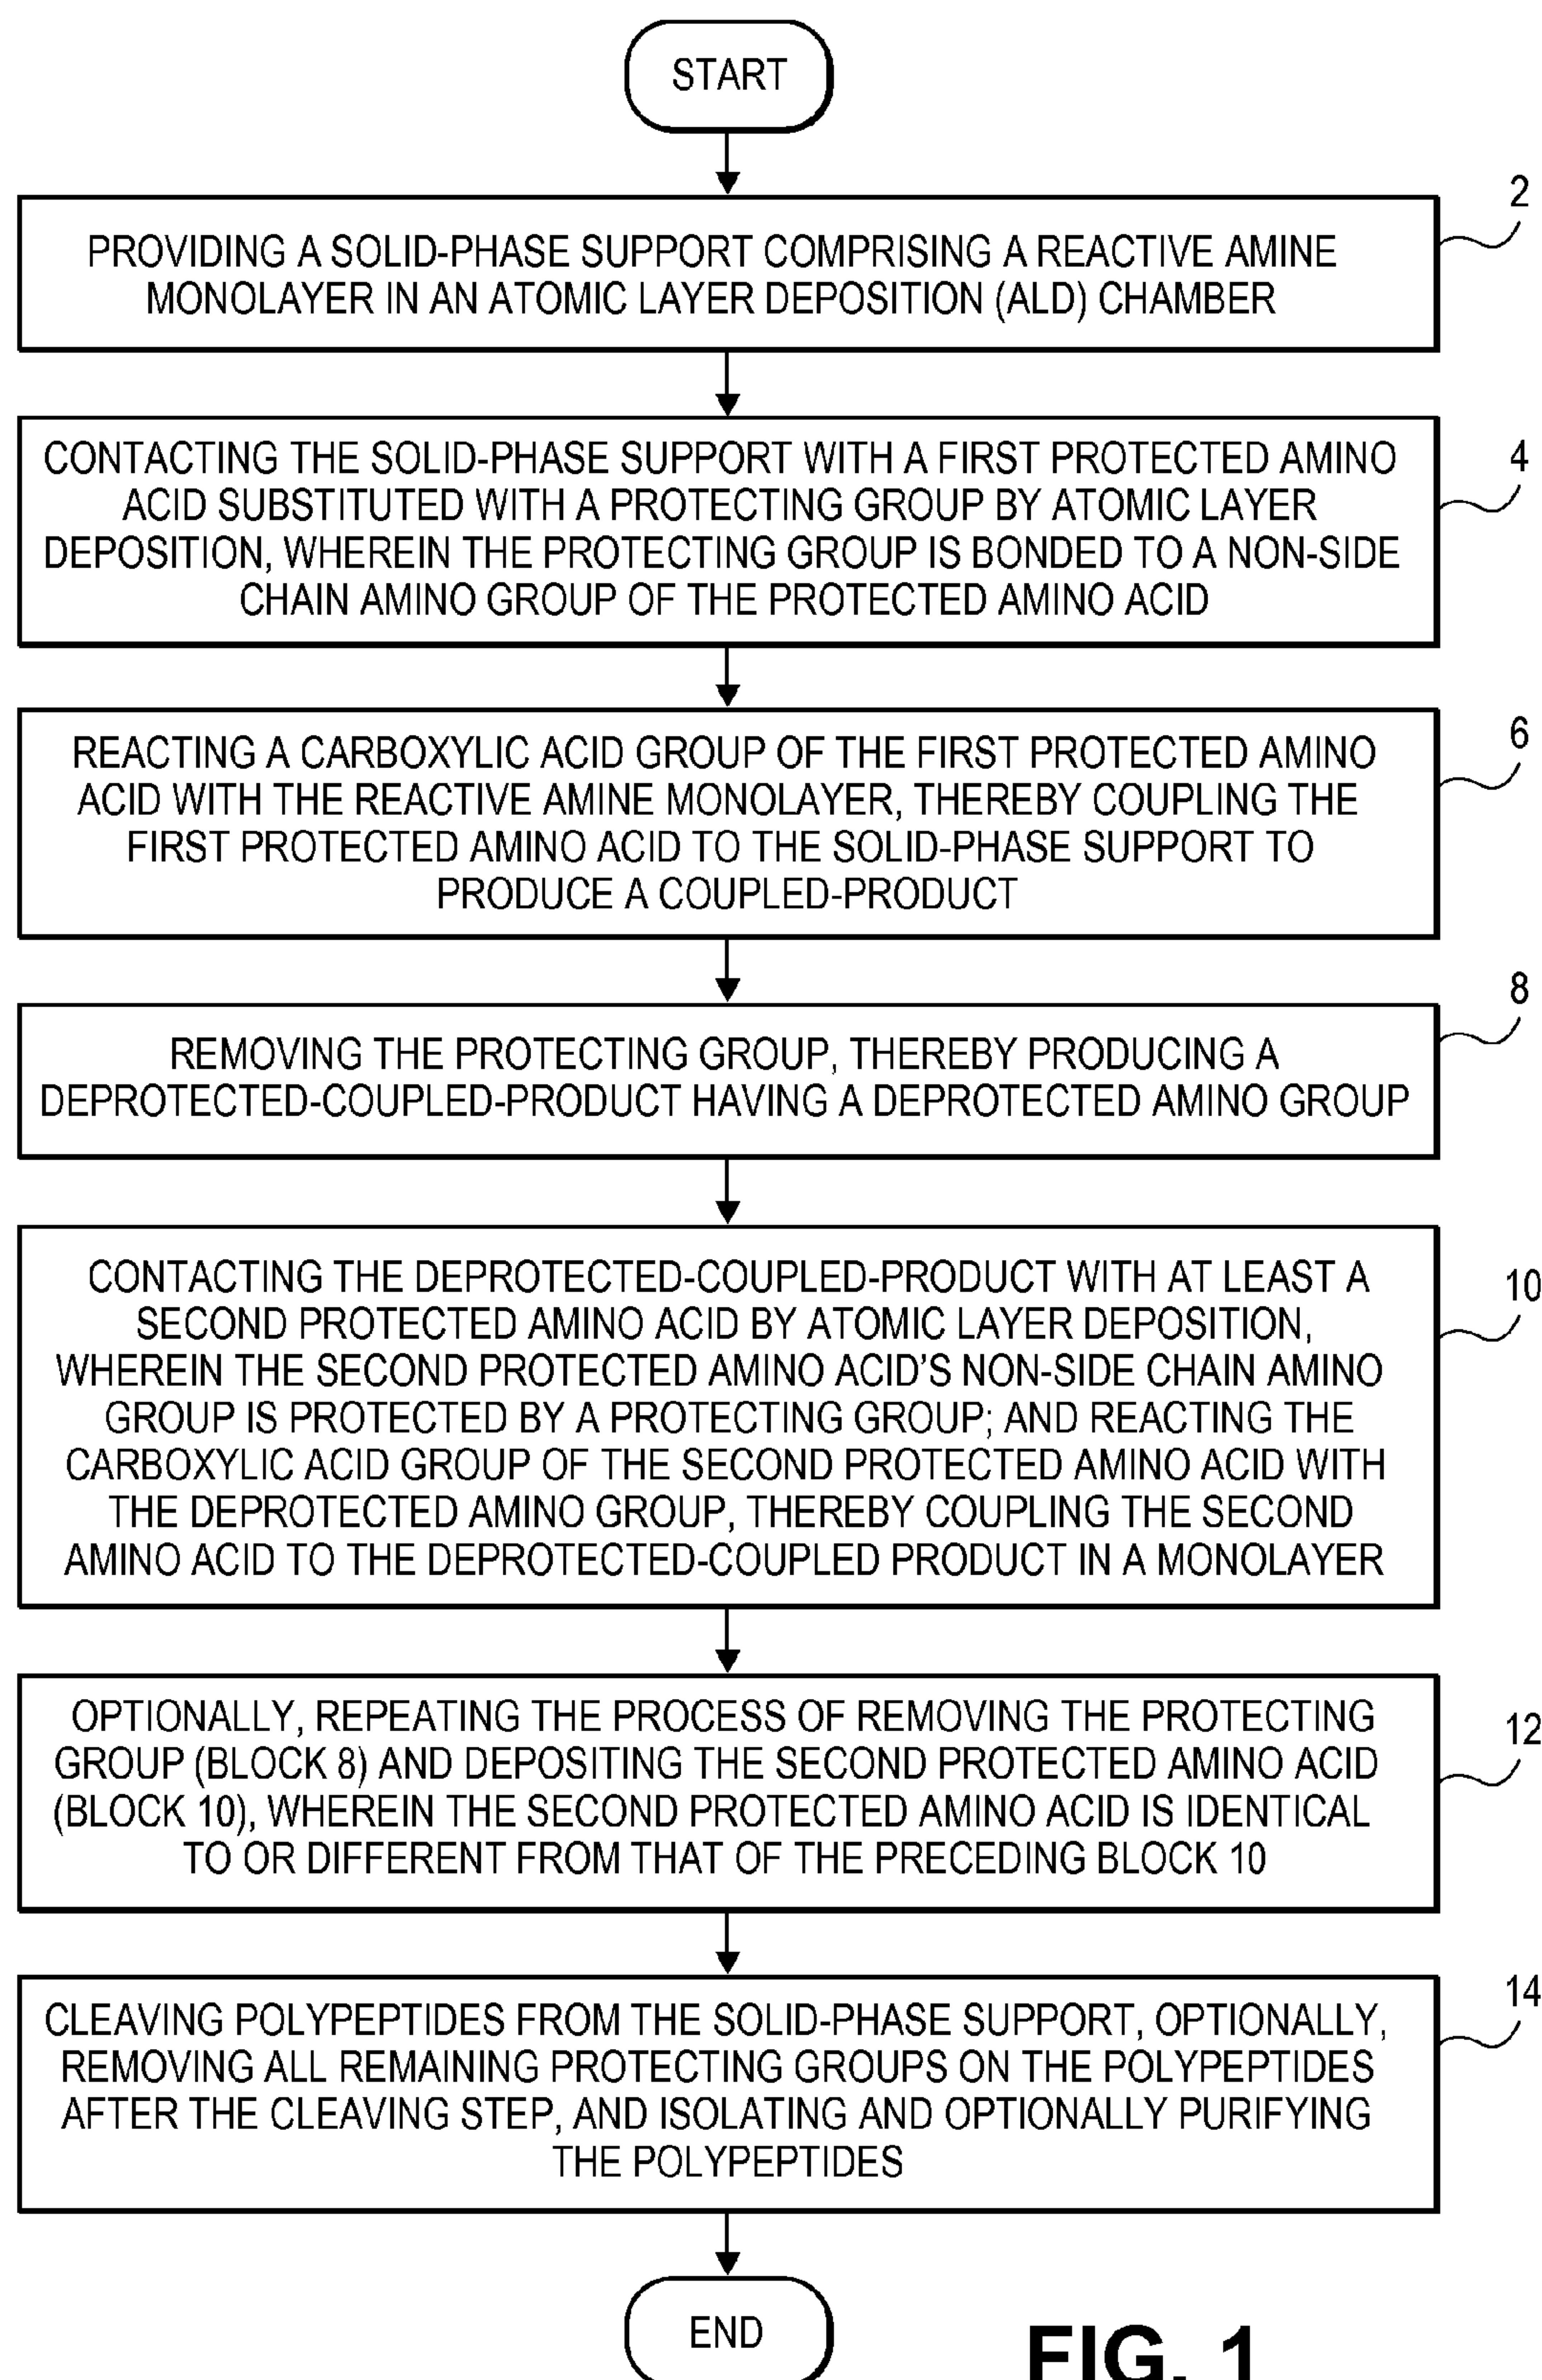 START
2
PROVIDING A SOLID-PHASE SUPPORT COMPRISING A REACTIVE AMINE
MONOLAYER IN AN ATOMIC LAYER DEPOSITION (ALD) CHAMBER
4
CONTACTING THE SOLID-PHASE SUPPORT WITH A FIRST PROTECTED AMINO
ACID SUBSTITUTED WITH A PROTECTING GROUP BY ATOMIC LAYER
DEPOSITION, WHEREIN THE PROTECTING GROUP IS BONDED TO A NON-SIDE
CHAIN AMINO GROUP OF THE PROTECTED AMINO ACID
6
REACTING A CARBOXYLIC ACID GROUP OF THE FIRST PROTECTED AMINO
ACID WITH THE REACTIVE AMINE MONOLAYER, THEREBY COUPLING THE
FIRST PROTECTED AMINO ACID TO THE SOLID-PHASE SUPPORT TO
PRODUCE A COUPLED-PRODUCT
8
REMOVING THE PROTECTING GROUP, THEREBY PRODUCING A
DEPROTECTED-COUPLED-PRODUCT HAVING A DEPROTECTED AMINO GROUP
10
CONTACTING THE DEPROTECTED-COUPLED-PRODUCT WITH AT LEAST A
SECOND PROTECTED AMINO ACID BY ATOMIC LAYER DEPOSITION,
WHEREIN THE SECOND PROTECTED AMINO ACID'S NON-SIDE CHAIN AMINO
GROUP IS PROTECTED BY A PROTECTING GROUP; AND REACTING THE
CARBOXYLIC ACID GROUP OF THE SECOND PROTECTED AMINO ACID WITH
THE DEPROTECTED AMINO GROUP, THEREBY COUPLING THE SECOND
AMINO ACID TO THE DEPROTECTED-COUPLED PRODUCT IN A MONOLAYER
12
OPTIONALLY, REPEATING THE PROCESS OF REMOVING THE PROTECTING
GROUP (BLOCK 8) AND DEPOSITING THE SECOND PROTECTED AMINO ACID
(BLOCK 10), WHEREIN THE SECOND PROTECTED AMINO ACID IS IDENTICAL
TO OR DIFFERENT FROM THAT OF THE PRECEDING BLOCK 10
14
CLEAVING POLYPEPTIDES FROM THE SOLID-PHASE SUPPORT, OPTIONALLY,
REMOVING ALL REMAINING PROTECTING GROUPS ON THE POLYPEPTIDES
AFTER THE CLEAVING STEP, AND ISOLATING AND OPTIONALLY PURIFYING
THE POLYPEPTIDES
END
FIG. 1